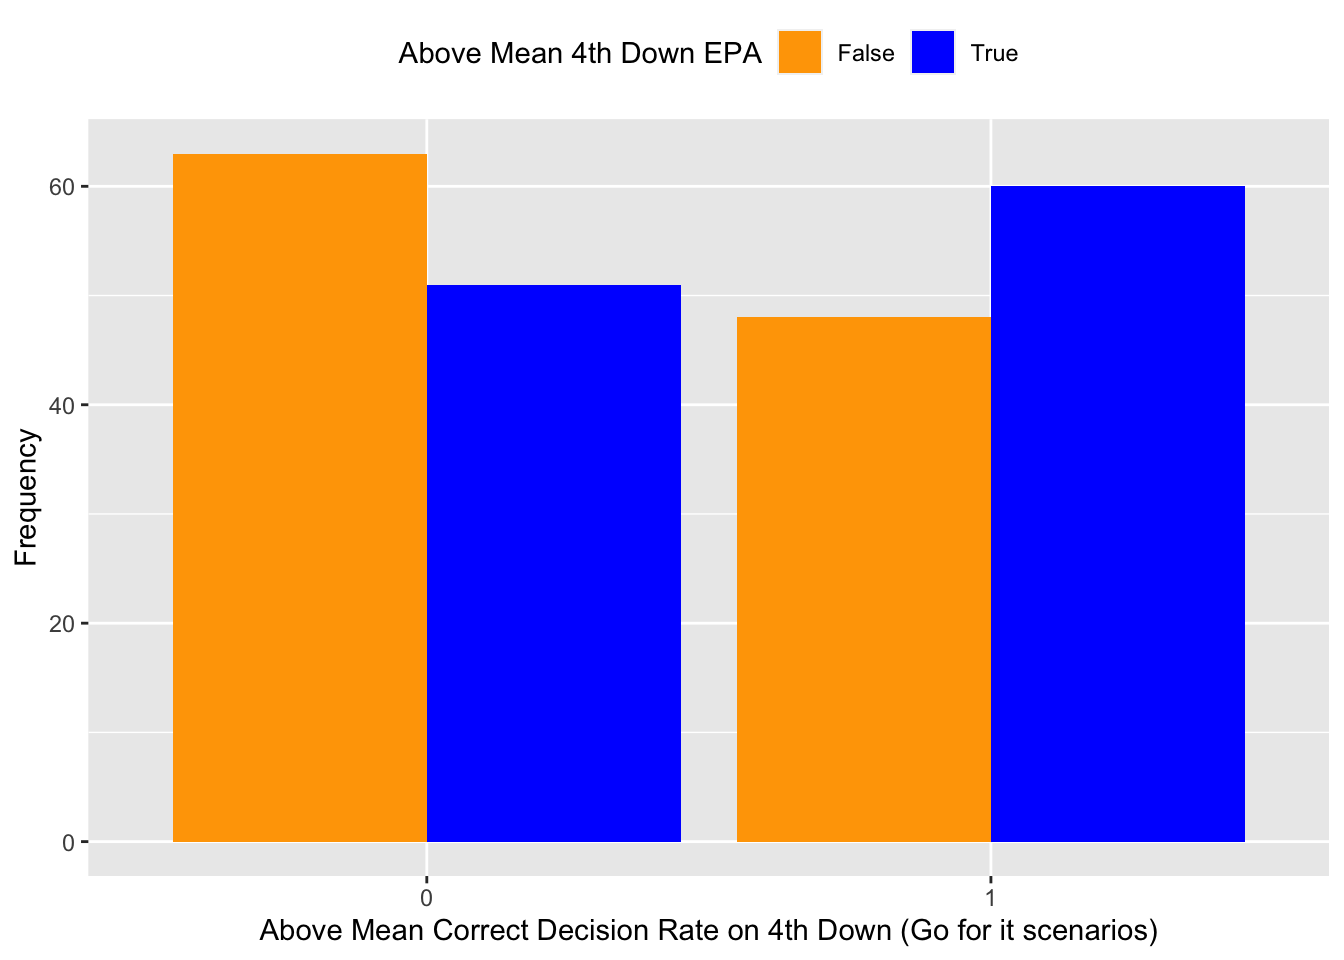 Above Mean 4th Down EPA False True
60
40
20
0
Frequency
0 1
Above Mean Correct Decision Rate on 4th Down (Go for it scenarios)